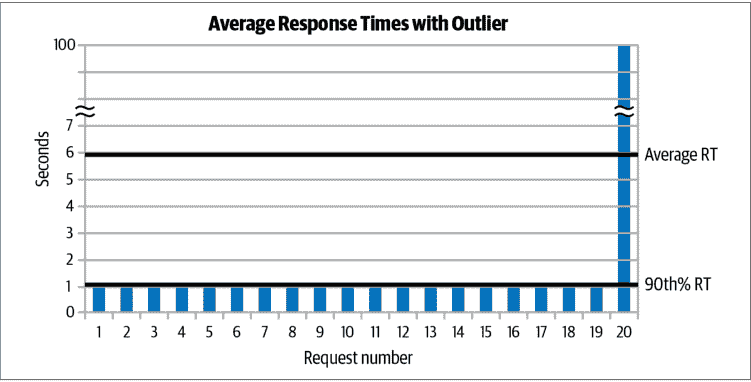 Average Response Times with Outlier
100
7
6
5
4
3
2
1
0
Seconds
Average RT
90th% RT
1 2 3 4 5 6 7 8 9 10 11 12 13 14 15 16 17 18 19 20
Request number